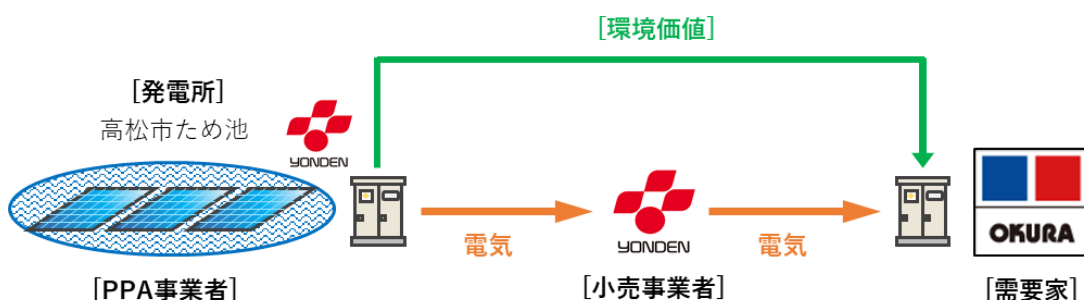 [環境価値]
[発電所]
高松市ため池
YONDEN
電気
YONDEN
電気
OKURA
[PPA事業者]
[小売事業者]
[需要家]